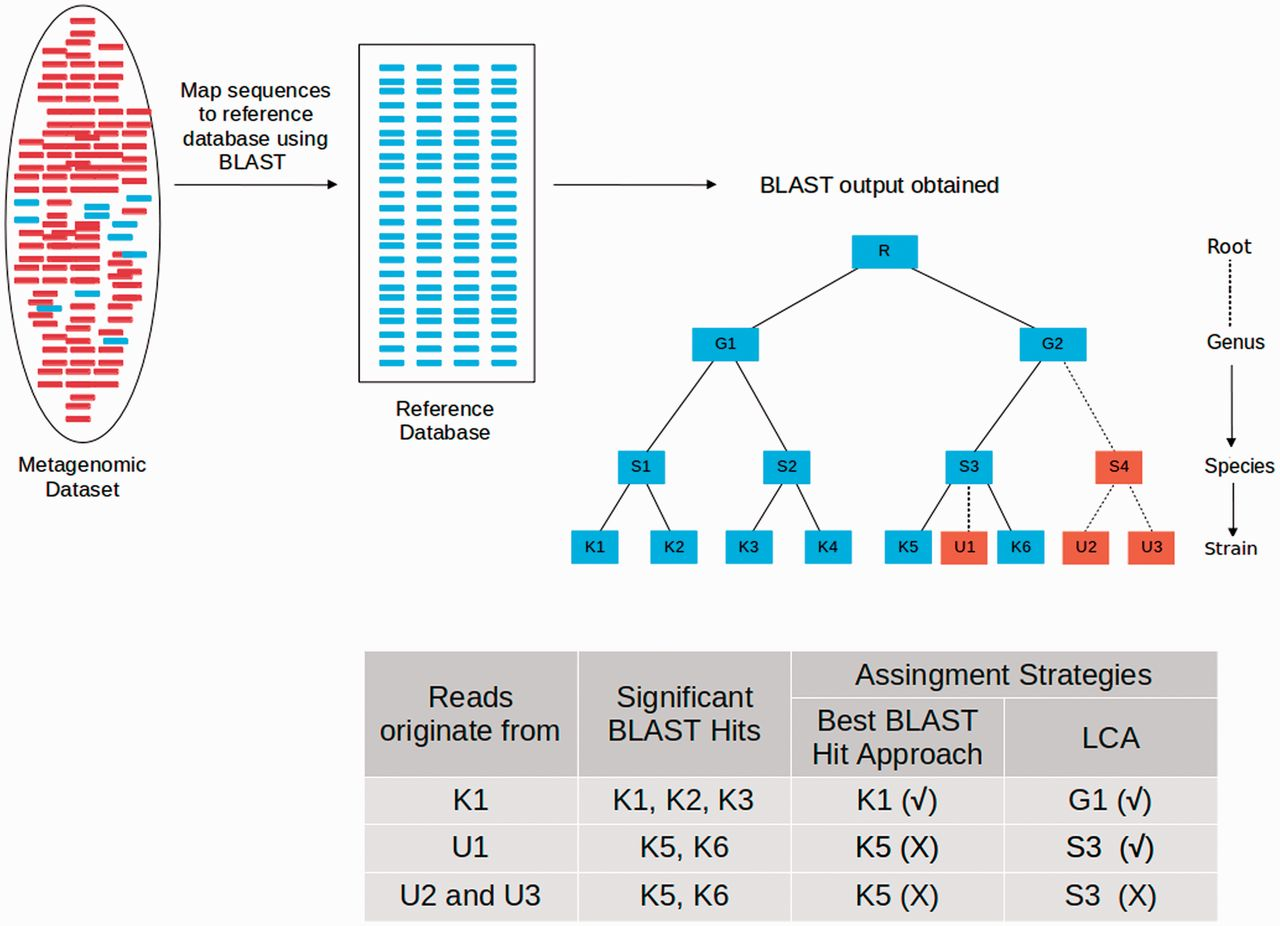 Map sequences
to reference
database using
BLAST
Metagenomic
Dataset
Reference
Database
BLAST output obtained
R
Root
G1
G2
Genus
S1
S2
S3
S4
Species
K1
K2
K3
K4
K5
U1
K6
U2
U3
Strain
Reads
originate from
Significant
BLAST Hits
Assingment Strategies
Best BLAST
Hit Approach
LCA
K1
K1, K2, K3
K1 (√)
G1 (√)
U1
K5, K6
K5 (X)
S3 (√)
U2 and U3
K5, K6
K5 (X)
S3 (X)